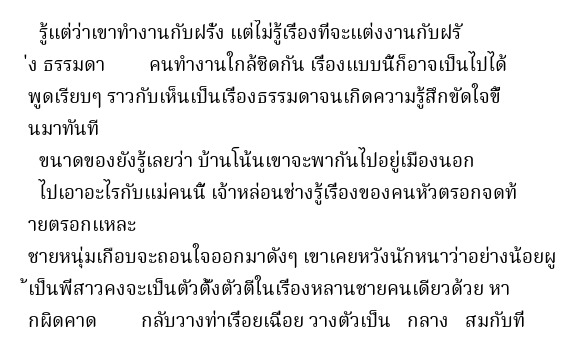 รู้แต่ว่าเขาทำงานกับฝรั่ง แต่ไม่รู้เรื่องที่จะแต่งงานกับฝรั
่ง ธรรมดา คนทำงานใกล้ชิดกัน เรื่องแบบนี้ก็อาจเป็นไปได้
พูดเรียบๆ ราวกับเห็นเป็นเรื่องธรรมดาจนเกิดความรู้สึกขัดใจขึ้
นมาทันที
ขนาดของยังรู้เลยว่า บ้านโน้นเขาจะพากันไปอยู่เมืองนอก
ไปเอาอะไรกับแม่คนนี้ เจ้าหล่อนช่างรู้เรื่องของคนหัวตรอกจดท้
ายตรอกแหละ
ชายหนุ่มเกือบจะถอนใจออกมาดังๆ เขาเคยหวังนักหนาว่าอย่างน้อยผู
้เป็นพี่สาวคงจะเป็นตัวตั้งตัวตีในเรื่องหลานชายคนเดียวด้วย หา
กผิดคาด กลับวางท่าเรื่อยเฉื่อย วางตัวเป็น กลาง สมกับที่